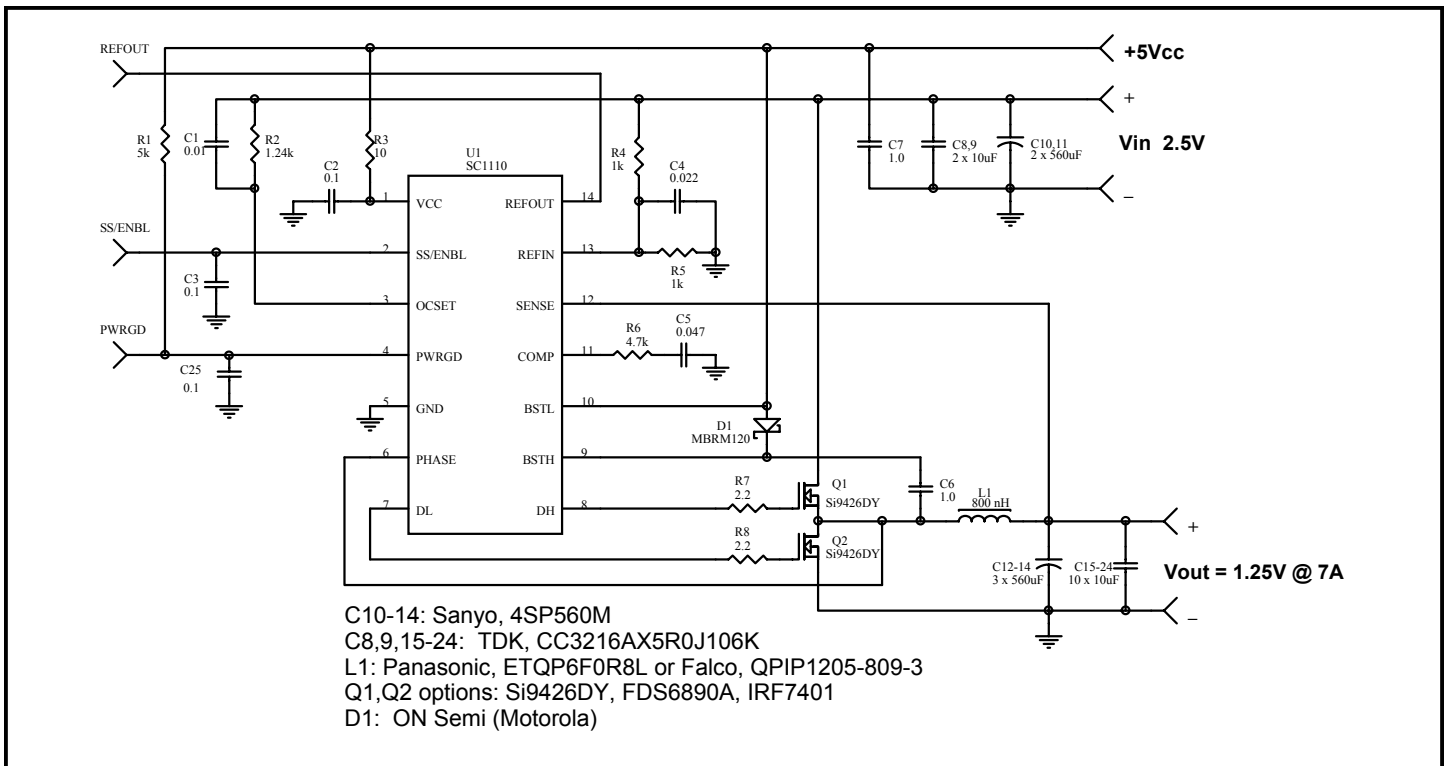 REFOUT
+5Vcc
+
Vin 2.5V
–
R1
5k
C1
0.01
R2
1.24k
R3
10
C2
0.1
U1
SC1110
R4
1k
C4
0.022
C7
1.0
C8,9
2 x 10uF
C10,11
2 x 560uF
1
VCC
REFOUT
14
SS/ENBL
2
SS/ENBL
REFIN
13
R5
1k
C3
0.1
3
OCSET
SENSE
12
PWRGD
4
PWRGD
COMP
11
R6
4.7k
C5
0.047
C25
0.1
5
GND
BSTL
10
D1
MBRM120
6
PHASE
BSTH
9
7
DL
DH
8
R7
2.2
Q1
Si9426DY
C6
1.0
L1
800 nH
R8
2.2
Q2
Si9426DY
+
C12-14
3 x 560uF
C15-24
10 x 10uF
Vout = 1.25V @ 7A
–
C10-14: Sanyo, 4SP560M
C8,9,15-24: TDK, CC3216AX5R0J106K
L1: Panasonic, ETQP6F0R8L or Falco, QPIP1205-809-3
Q1,Q2 options: Si9426DY, FDS6890A, IRF7401
D1: ON Semi (Motorola)